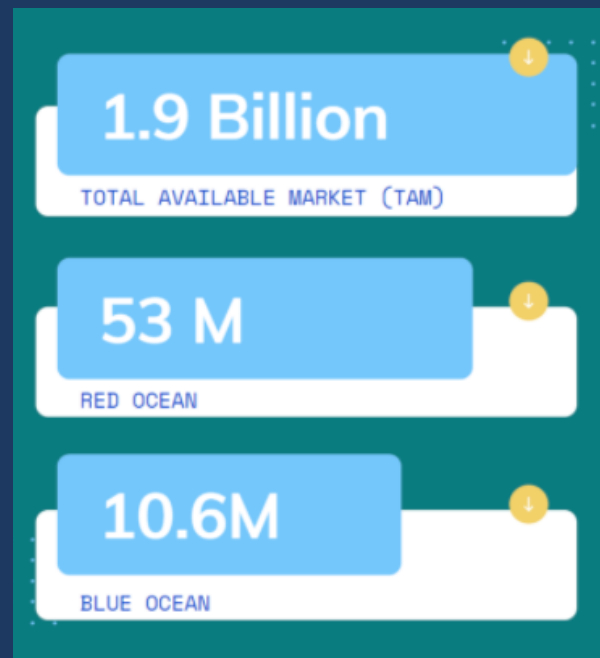 1.9 Billion
TOTAL AVAILABLE MARKET (TAM)
53 M
RED OCEAN
10.6M
BLUE OCEAN